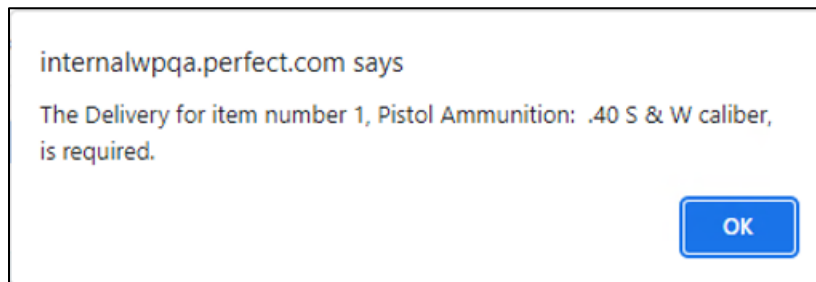 internalwpqa.perfect.com says
The Delivery for item number 1, Pistol Ammunition:  .40 S & W caliber,
is required.
OK